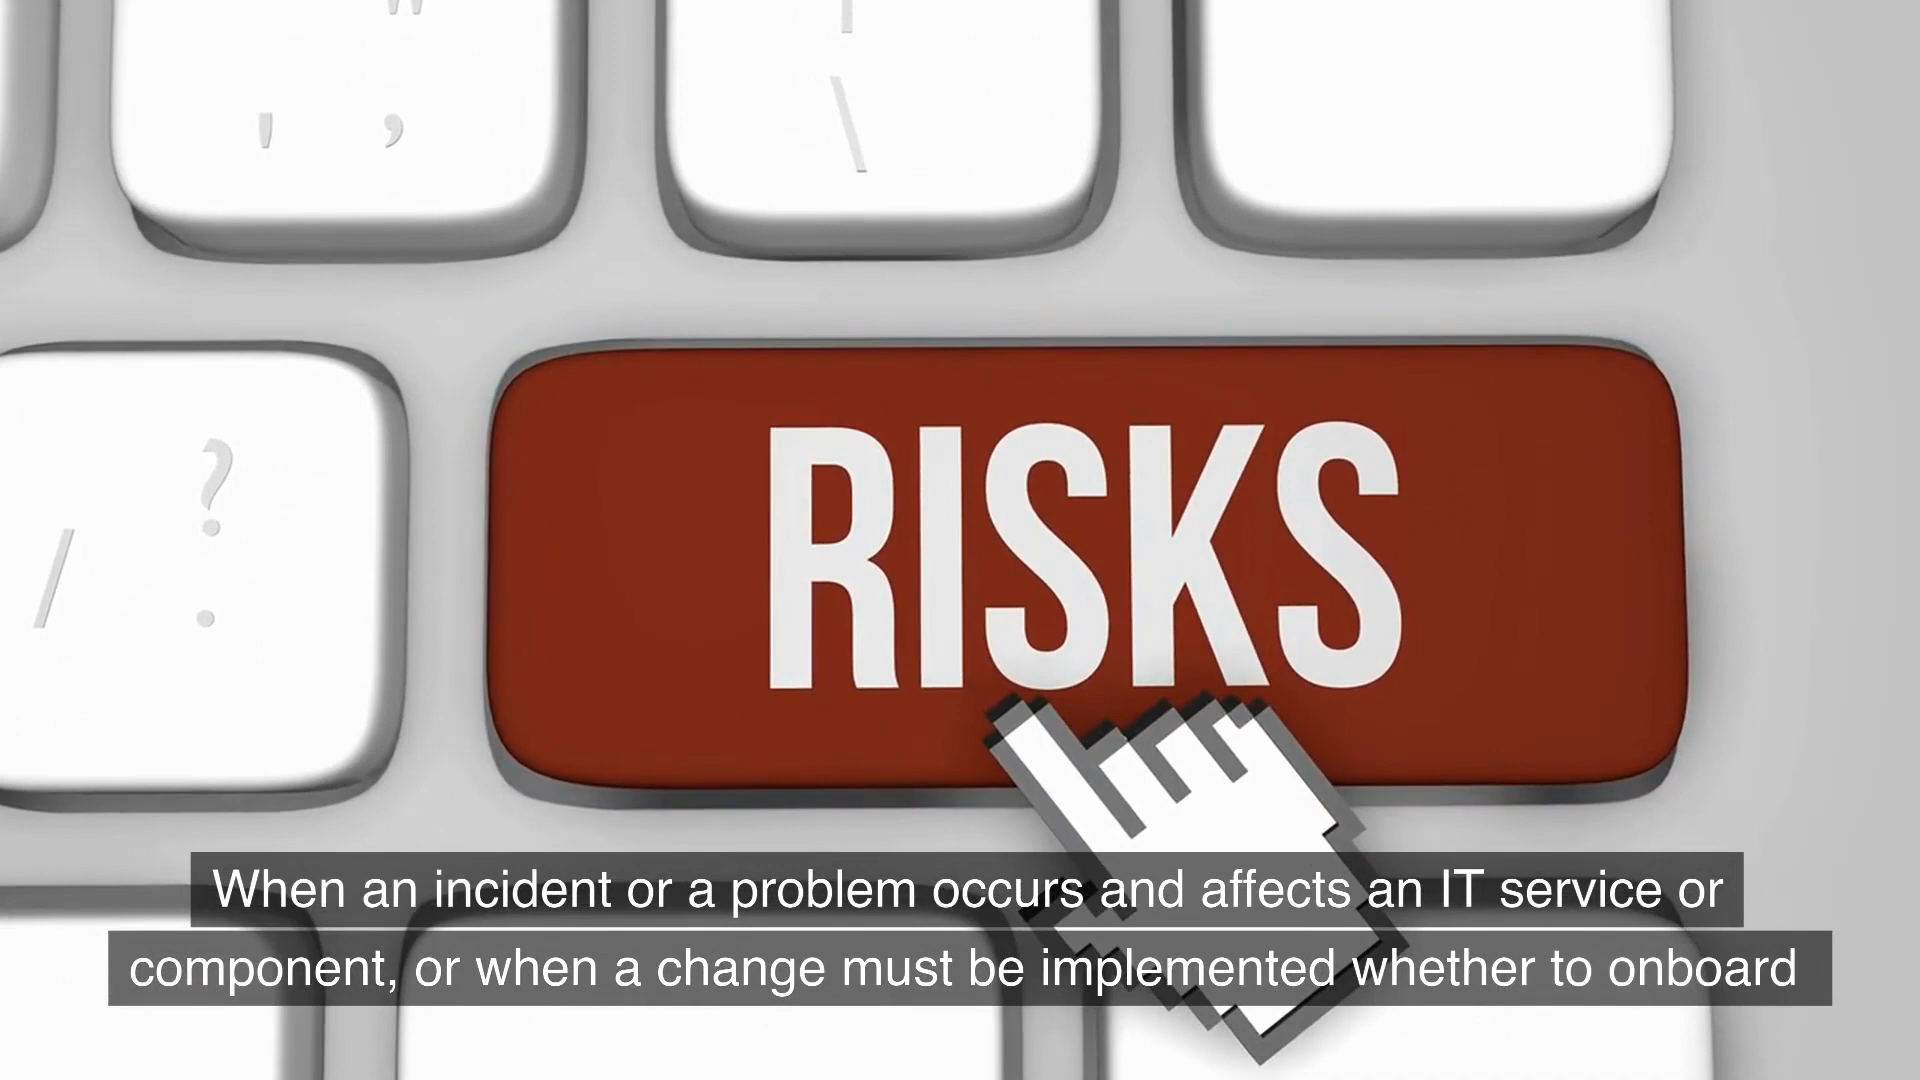 " |
' , \
?
/ .
RISKS
When an incident or a problem occurs and affects an IT service or
component, or when a change must be implemented whether to onboard